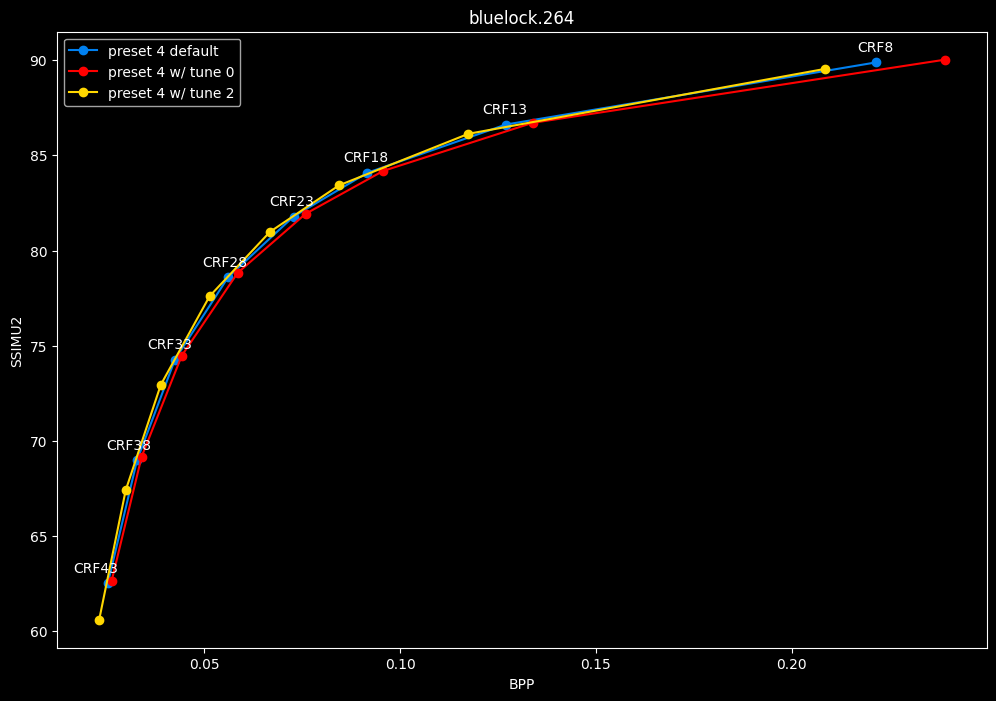 bluelock.264
preset 4 default
preset 4 w/ tune 0
preset 4 w/ tune 2
CRF8
CRF13
CRF18
CRF23
CRF28
CRF33
CRF38
CRF43
90
85
80
75
70
65
60
SSIMU2
0.05
0.10
0.15
0.20
BPP